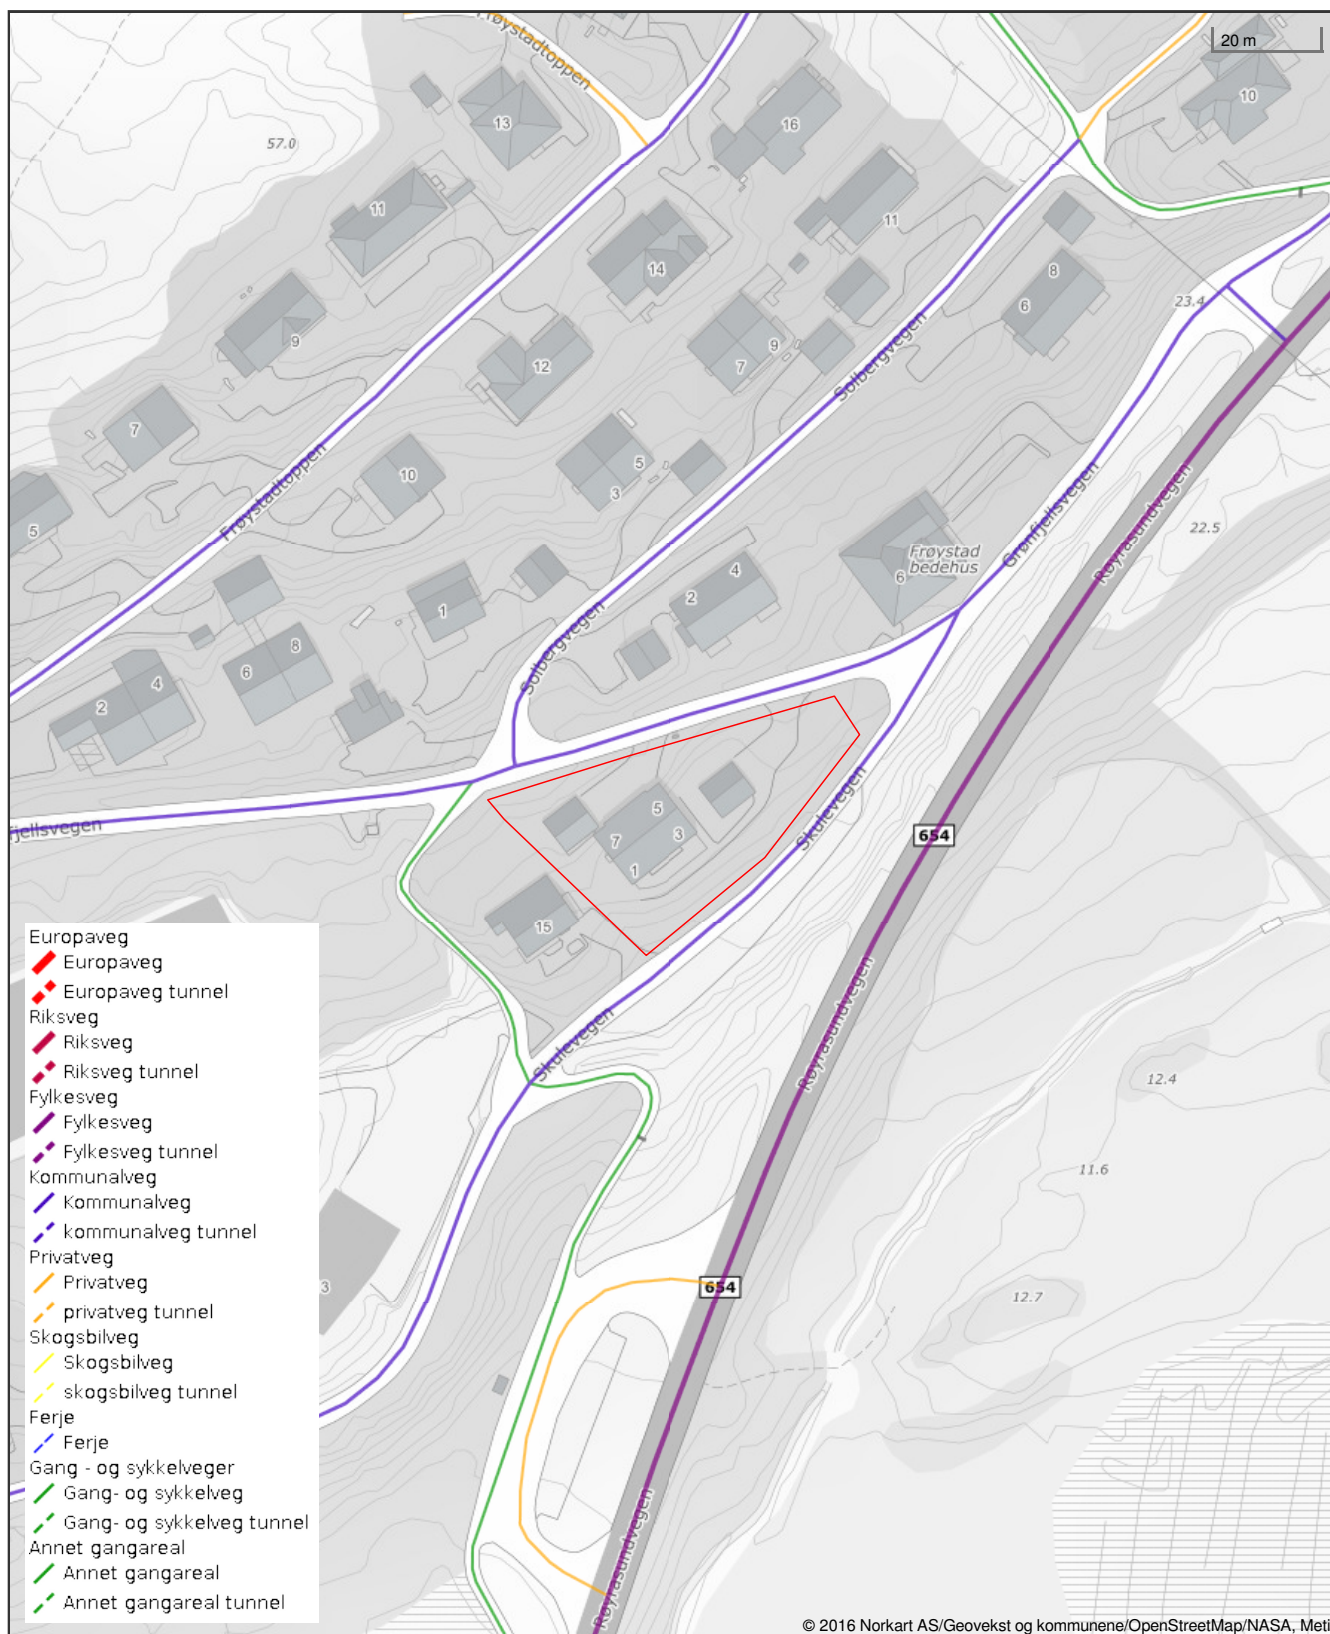 Frøystadtoppen
20 m
10
13
16
57.0
11
11
14
8
6
23.4
9
12
9
7
Solbergvegen
7
10
5
3
Frøystadtoppen
5
Grønfjellsvegen
Røyrasundvegen
22.5
Frøystad
bedehus
6
4
2
1
Solbergvegen
8
6
4
2
fjellsvegen
5
7
3
1
Skulevegen
654
15
Røyrasundvegen
Skulevegen
12.4
11.6
12.7
3
654
Røyrasundvegen
Europaveg
Europaveg
Europaveg tunnel
Riksveg
Riksveg
Riksveg tunnel
Fylkesveg
Fylkesveg
Fylkesveg tunnel
Kommunalveg
Kommunalveg
kommunalveg tunnel
Privatveg
Privatveg
privatveg tunnel
Skogsbilveg
Skogsbilveg
skogsbilveg tunnel
Ferje
Ferje
Gang - og sykkelveger
Gang- og sykkelveg
Gang- og sykkelveg tunnel
Annet gangareal
Annet gangareal
Annet gangareal tunnel
© 2016 Norkart AS/Geovekst og kommunene/OpenStreetMap/NASA, Meti